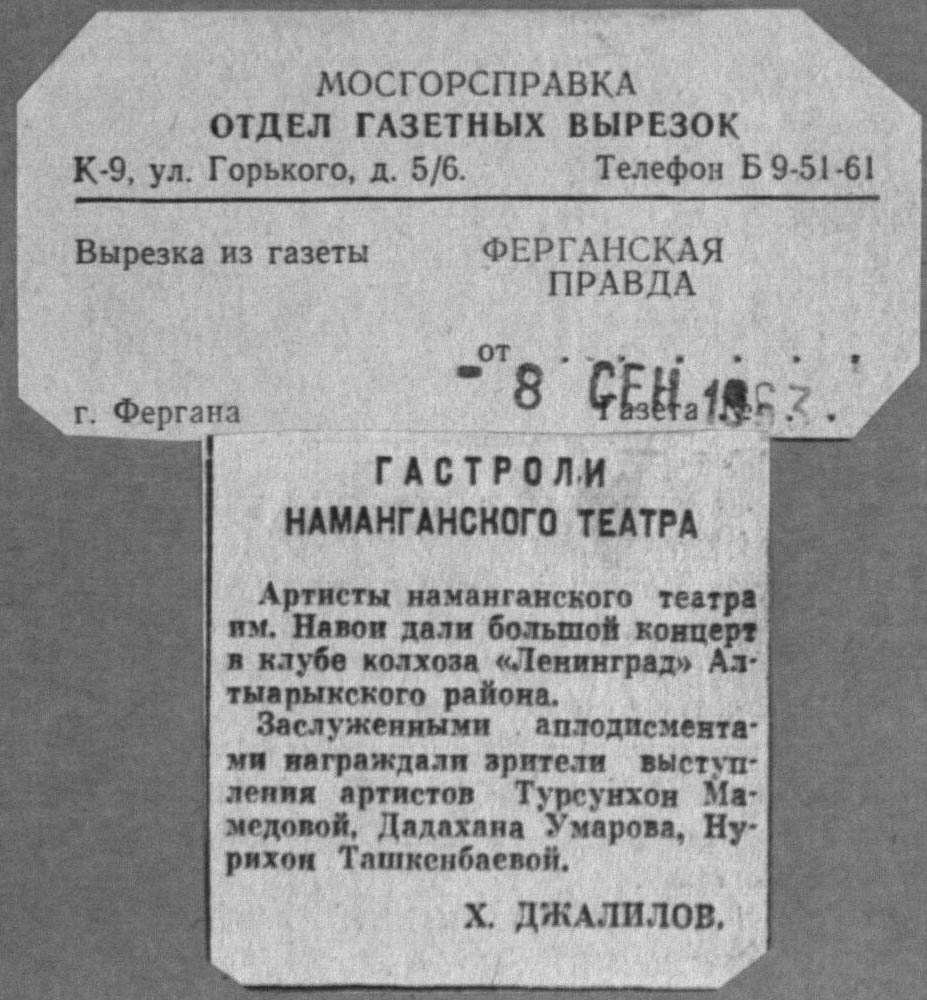 МОСГОРСПРАВКА
ОТДЕЛ ГАЗЕТНЫХ ВЫРЕЗОК
К-9, ул. Горького, д. 5/6. Телефон Б 9-51-61
Вырезка из газеты ФЕРГАНСКАЯ
ПРАВДА
от
- 8 СЕН 1963
г. Фергана Газета №
ГАСТРОЛИ
НАМАНГАНСКОГО ТЕАТРА
Артисты наманганского театра
им. Навои дали большой концерт
в клубе колхоза «Ленинград» Ал-
тыарыкского района.
Заслуженными аплодисмента-
ми награждали зрители выступ-
ления артистов Турсунхон Ма-
медовой, Дадахана Умарова, Ну-
рихон Ташкенбаевой.
Х. ДЖАЛИЛОВ.